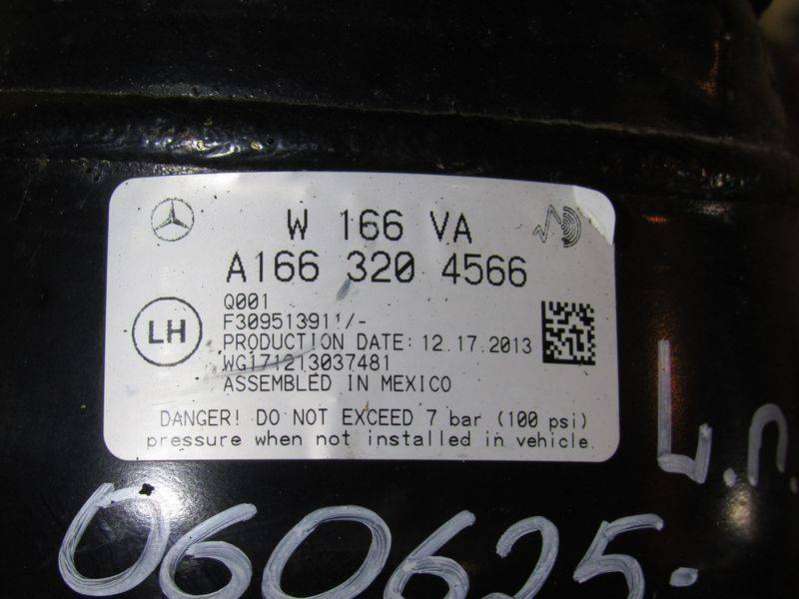 W 166 VA
A166 320 4566
Q001
LH
F309513911/-
PRODUCTION DATE: 12.17.2013
WG171213037481
ASSEMBLED IN MEXICO
DANGER! DO NOT EXCEED 7 bar (100 psi)
pressure when not installed in vehicle.
060625.